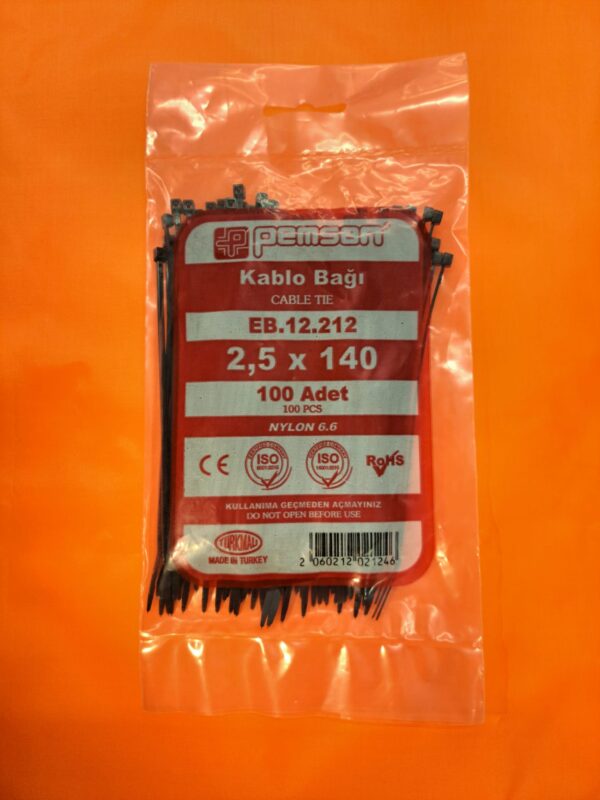 pemsan
Kablo Bağı
CABLE TIE
EB.12.212
2,5 x 140
100 Adet
100 PCS
NYLON 6.6
CE ISO ISO RoHS
KULLANIMA GEÇMEDEN AÇMAYINIZ
DO NOT OPEN BEFORE USE
TÜRKMALI
MADE IN TURKEY
2 060212 021246